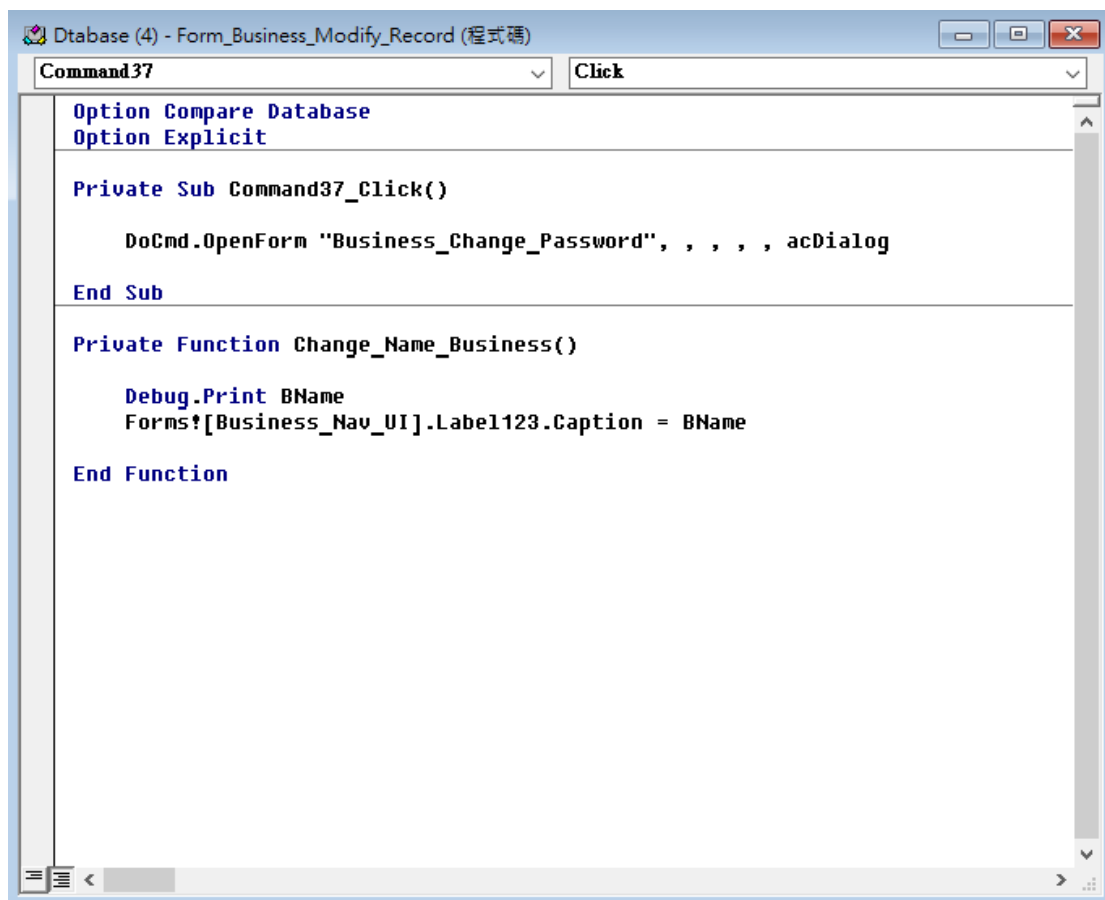 Dtabase (4) - Form_Business_Modify_Record (程式碼)
Command37 Click
Option Compare Database
Option Explicit
Private Sub Command37_Click()
DoCmd.OpenForm "Business_Change_Password", , , , , acDialog
End Sub
Private Function Change_Name_Business()
Debug.Print BName
Forms![Business_Nav_UI].Label123.Caption = BName
End Function